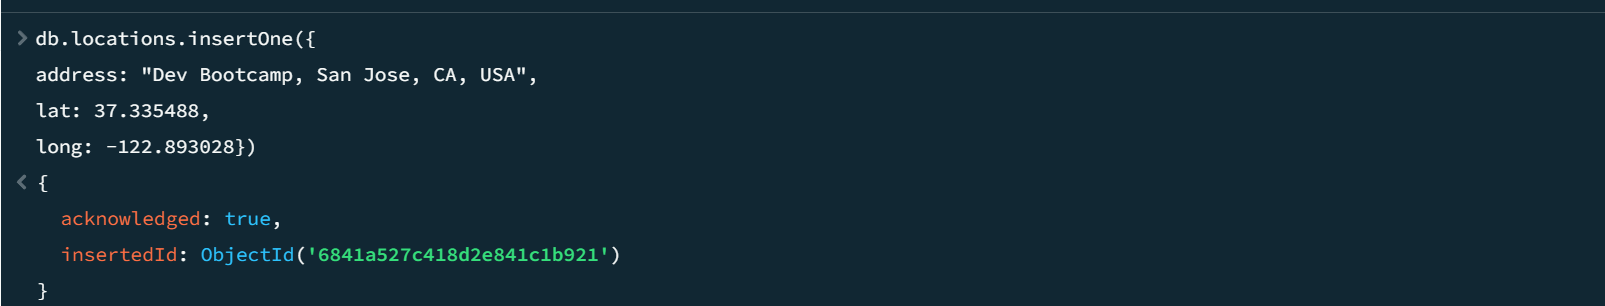 > db.locations.insertOne({
address: "Dev Bootcamp, San Jose, CA, USA",
lat: 37.335488,
long: -122.893028})
< {
acknowledged: true,
insertedId: ObjectId('6841a527c418d2e841c1b921')
}